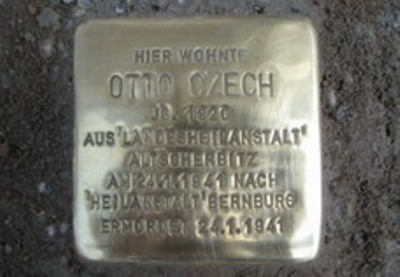 HIER WOHNTE
OTTO CZECH
JG. 1920
AUS 'LANDESHEILANSTALT'
ALTSCHERBITZ
AM 24.1.1941 NACH
'HEILANSTALT' BERNBURG
ERMORDET 24.1.1941